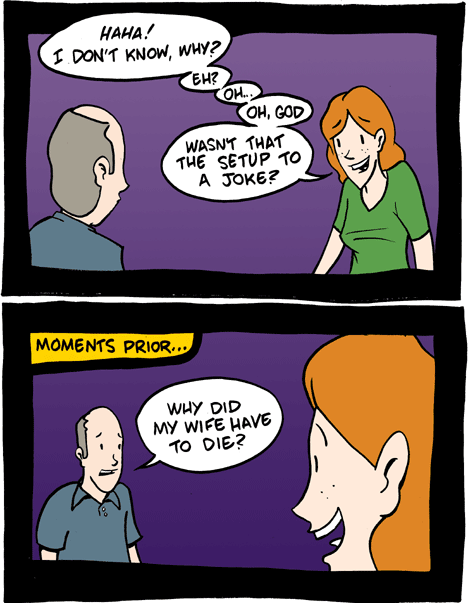 HAHA!
I DON'T KNOW, WHY?
EH?
OH...
OH, GOD
WASN'T THAT
THE SETUP TO
A JOKE?
MOMENTS PRIOR...
WHY DID
MY WIFE HAVE
TO DIE?